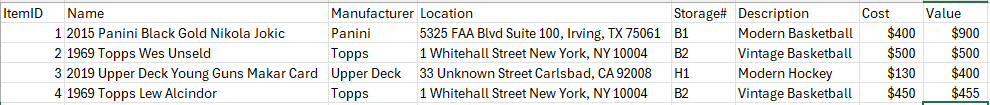 ItemID Name Manufacturer Location Storage# Description Cost Value
1 2015 Panini Black Gold Nikola Jokic Panini 5325 FAA Blvd Suite 100, Irving, TX 75061 B1 Modern Basketball $400 $900
2 1969 Topps Wes Unseld Topps 1 Whitehall Street New York, NY 10004 B2 Vintage Basketball $500 $500
3 2019 Upper Deck Young Guns Makar Card Upper Deck 33 Unknown Street Carlsbad, CA 92008 H1 Modern Hockey $130 $400
4 1969 Topps Lew Alcindor Topps 1 Whitehall Street New York, NY 10004 B2 Vintage Basketball $450 $455